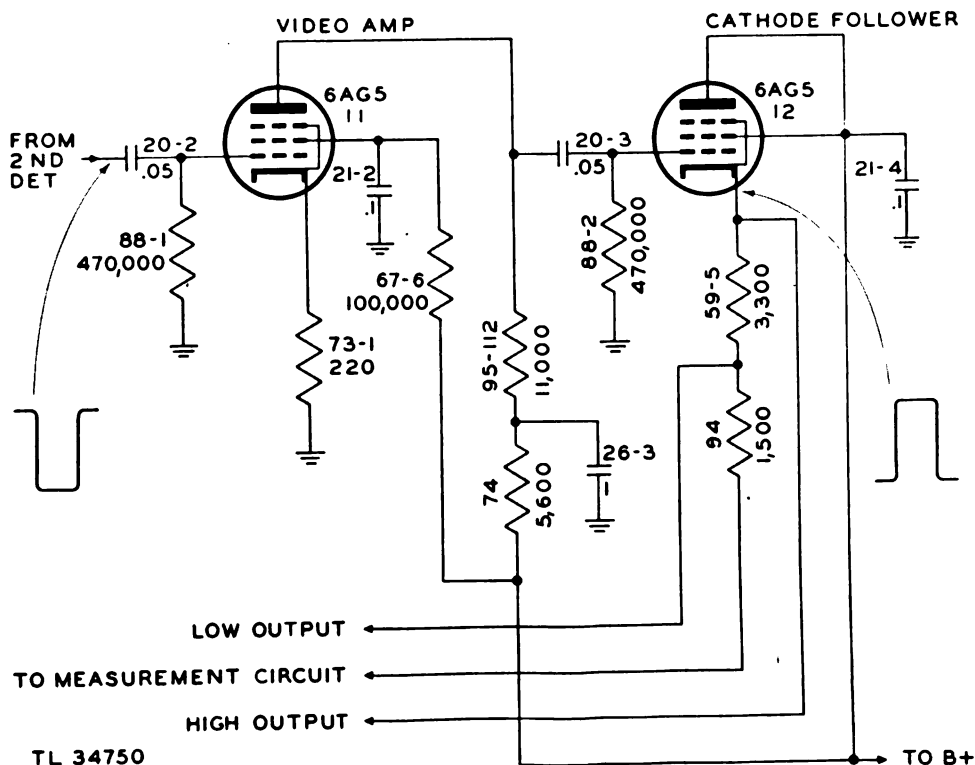 VIDEO AMP
CATHODE FOLLOWER
6AG5
11
6AG5
12
FROM
2 ND
DET
20-2
.05
21-2
.1
20-3
.05
21-4
.1
88-1
470,000
67-6
100,000
88-2
470,000
59-5
3,300
73-1
220
95-112
11,000
94
1,500
26-3
1
74
5,600
LOW OUTPUT
TO MEASUREMENT CIRCUIT
HIGH OUTPUT
TL 34750
TO B+